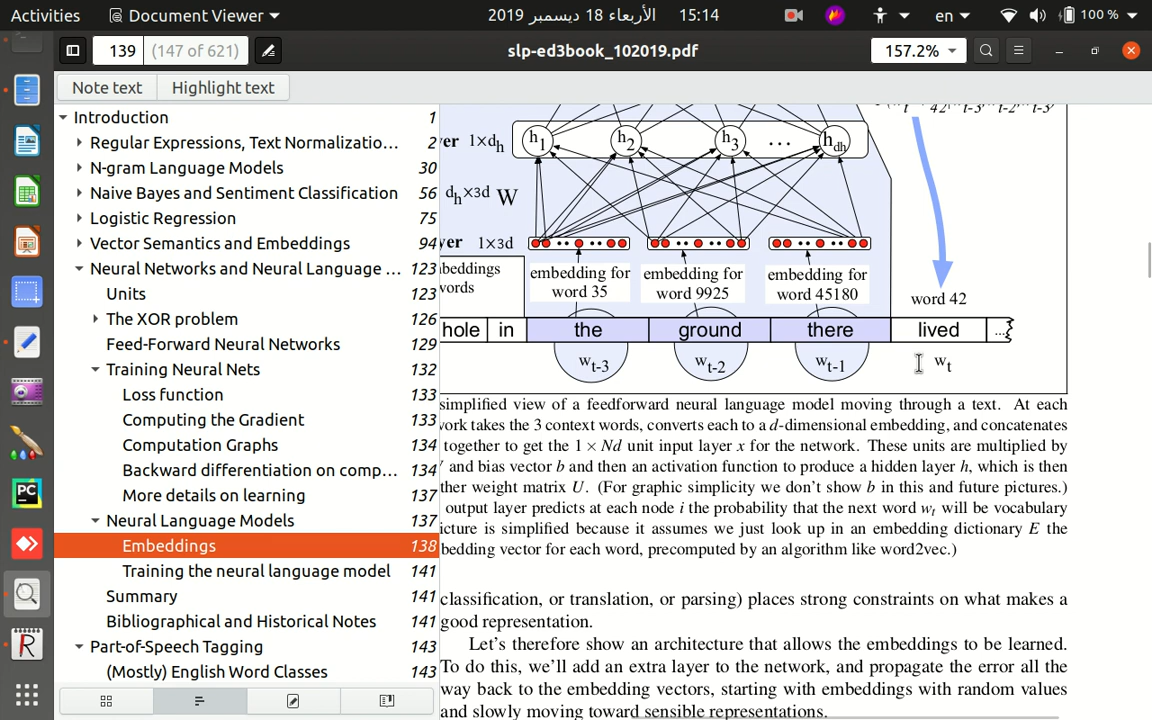 Activities Document Viewer الأربعاء 18 ديسمبر 2019 15:14 en 100 %
139 (147 of 621) slp-ed3book_102019.pdf 157.2%
Note text Highlight text
Introduction 1
Regular Expressions, Text Normalizatio... 2
N-gram Language Models 30
Naive Bayes and Sentiment Classification 56
Logistic Regression 75
Vector Semantics and Embeddings 94
Neural Networks and Neural Language ... 123
Units 123
The XOR problem 126
Feed-Forward Neural Networks 129
Training Neural Nets 132
Loss function 133
Computing the Gradient 133
Computation Graphs 134
Backward differentiation on comp... 134
More details on learning 137
Neural Language Models 137
Embeddings 138
Training the neural language model 141
Summary 141
Bibliographical and Historical Notes 141
Part-of-Speech Tagging 143
(Mostly) English Word Classes 143
er 1×dh h1 h2 h3 ... hdh
dh×3d W
er 1×3d
beddings
words
embedding for word 35
embedding for word 9925
embedding for word 45180
word 42
hole in the ground there lived ...
wt-3 wt-2 wt-1 wt
simplified view of a feedforward neural language model moving through a text. At each
ork takes the 3 context words, converts each to a d-dimensional embedding, and concatenates
together to get the 1 × Nd unit input layer x for the network. These units are multiplied by
and bias vector b and then an activation function to produce a hidden layer h, which is then
ther weight matrix U. (For graphic simplicity we don't show b in this and future pictures.)
output layer predicts at each node i the probability that the next word wt will be vocabulary
icture is simplified because it assumes we just look up in an embedding dictionary E the
bedding vector for each word, precomputed by an algorithm like word2vec.)
classification, or translation, or parsing) places strong constraints on what makes a
good representation.
Let's therefore show an architecture that allows the embeddings to be learned.
To do this, we'll add an extra layer to the network, and propagate the error all the
way back to the embedding vectors, starting with embeddings with random values
and slowly moving toward sensible representations.